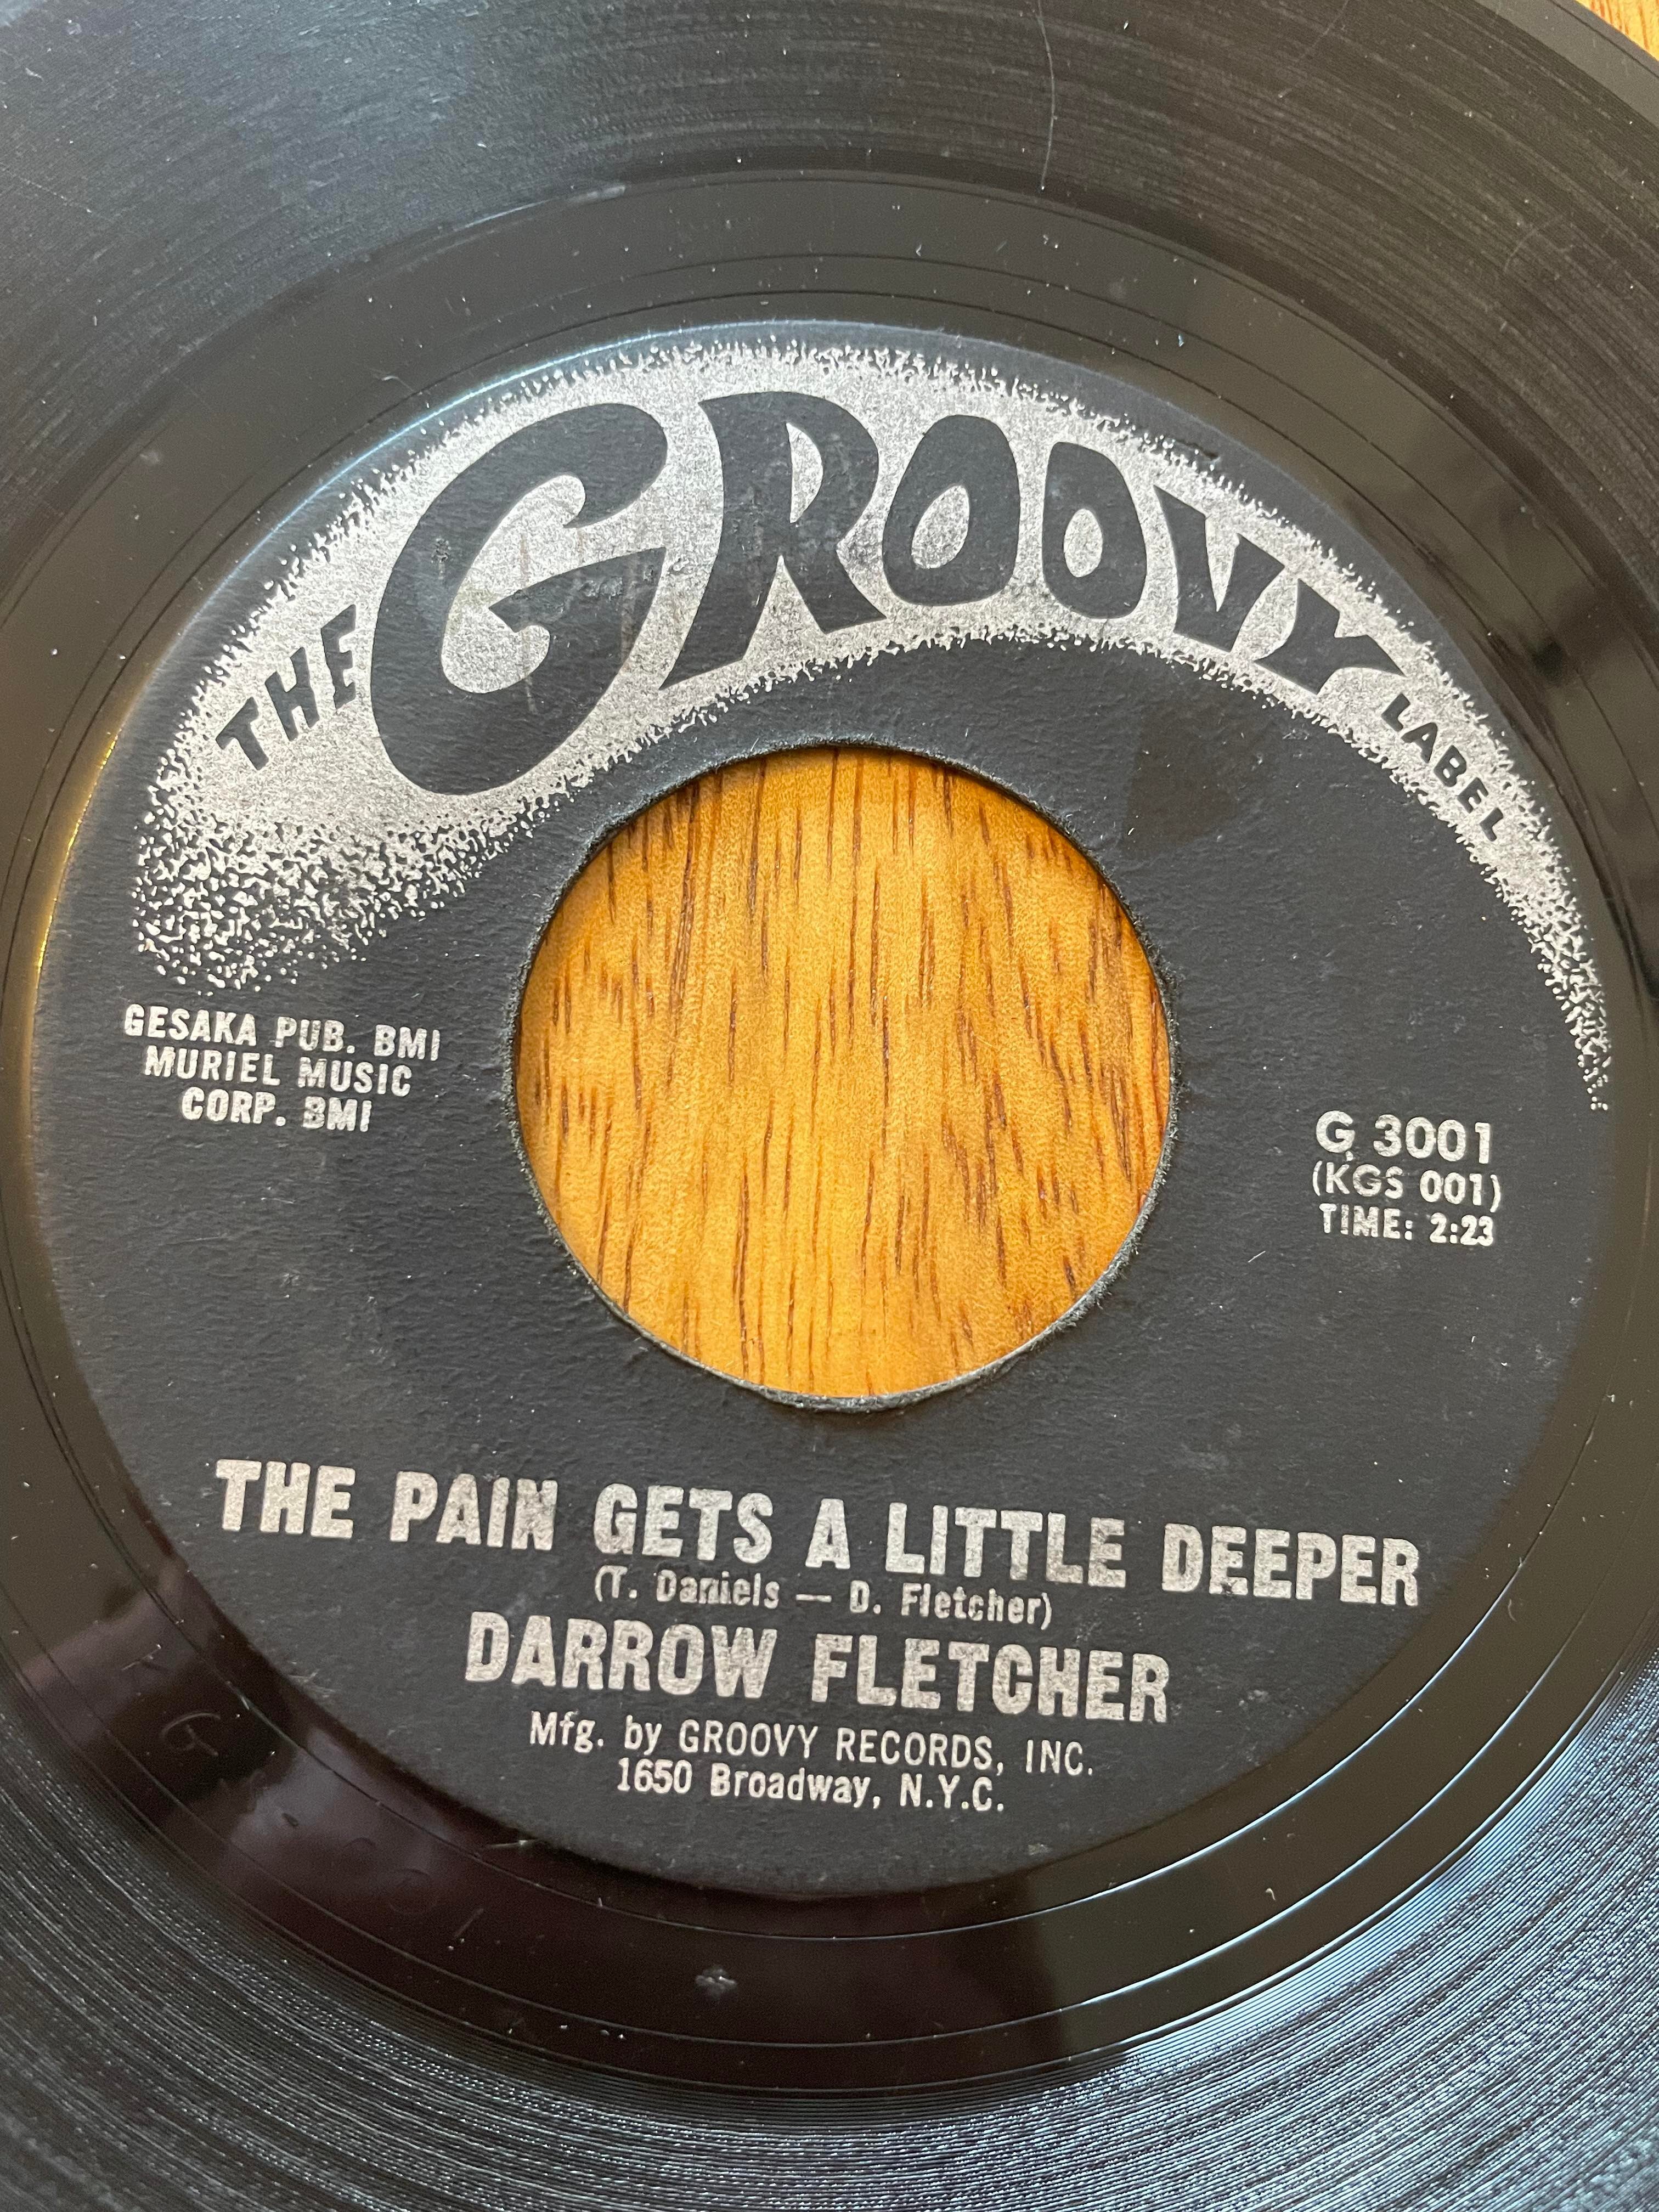 THE GROOVY LABEL
GESAKA PUB. BMI
MURIEL MUSIC
CORP. BMI
G 3001
(KGS 001)
TIME: 2:23
THE PAIN GETS A LITTLE DEEPER
(T. Daniels — D. Fletcher)
DARROW FLETCHER
Mfg. by GROOVY RECORDS, INC.
1650 Broadway, N.Y.C.